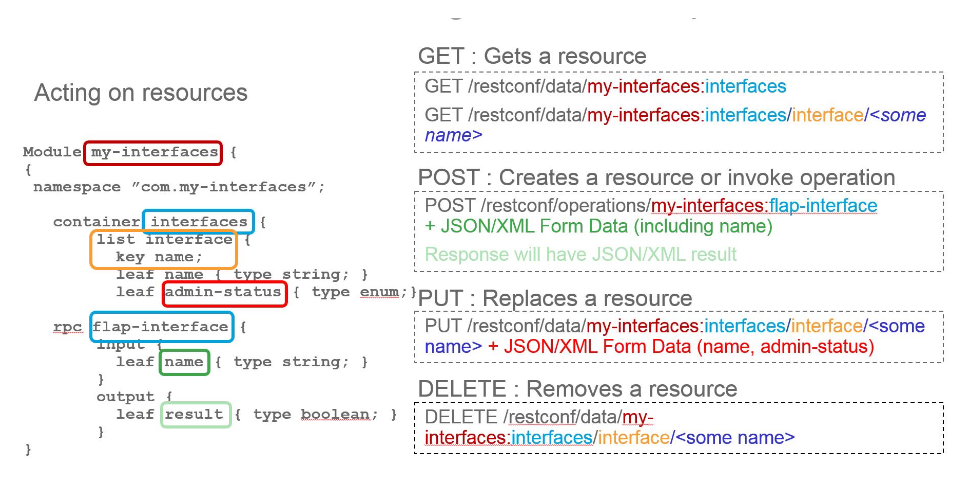 Acting on resources
Module my-interfaces {
{
namespace ”com.my-interfaces”;
container interfaces {
list interface {
key name;
leaf name { type string; }
leaf admin-status { type enum;}
rpc flap-interface {
input {
leaf name { type string; }
}
output {
leaf result { type boolean; }
}
}
GET : Gets a resource
GET /restconf/data/my-interfaces:interfaces
GET /restconf/data/my-interfaces:interfaces/interface/<some
name>
POST : Creates a resource or invoke operation
POST /restconf/operations/my-interfaces:flap-interface
+ JSON/XML Form Data (including name)
Response will have JSON/XML result
PUT : Replaces a resource
PUT /restconf/data/my-interfaces:interfaces/interface/<some
name> + JSON/XML Form Data (name, admin-status)
DELETE : Removes a resource
DELETE /restconf/data/my-
interfaces:interfaces/interface/<some name>